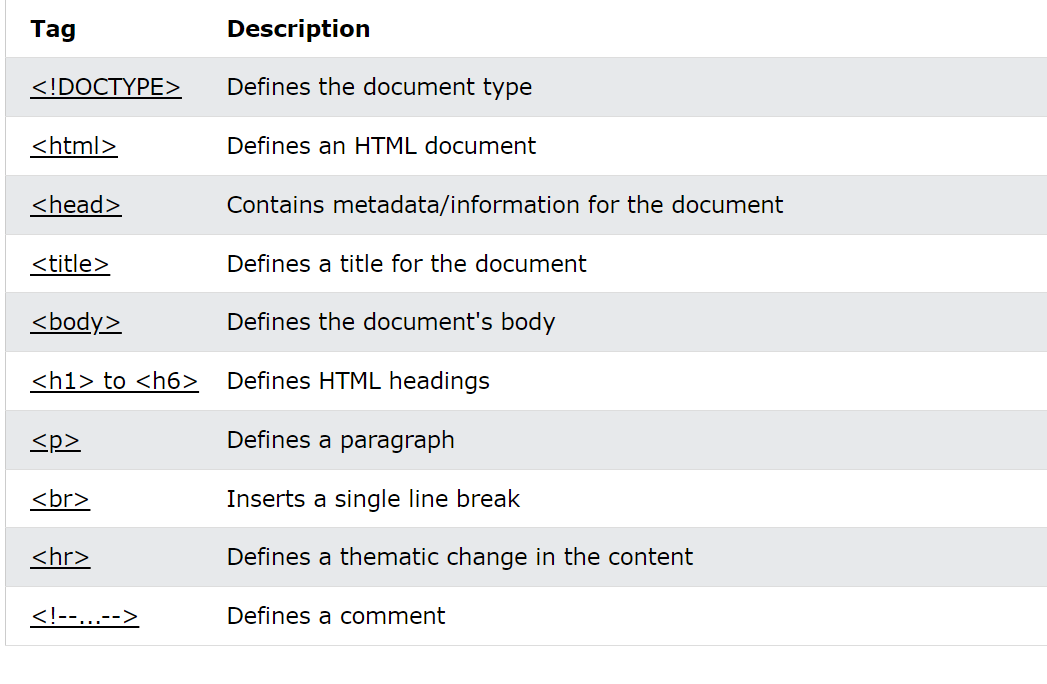 Tag Description
<!DOCTYPE> Defines the document type
<html> Defines an HTML document
<head> Contains metadata/information for the document
<title> Defines a title for the document
<body> Defines the document's body
<h1> to <h6> Defines HTML headings
<p> Defines a paragraph
<br> Inserts a single line break
<hr> Defines a thematic change in the content
<!--...--> Defines a comment